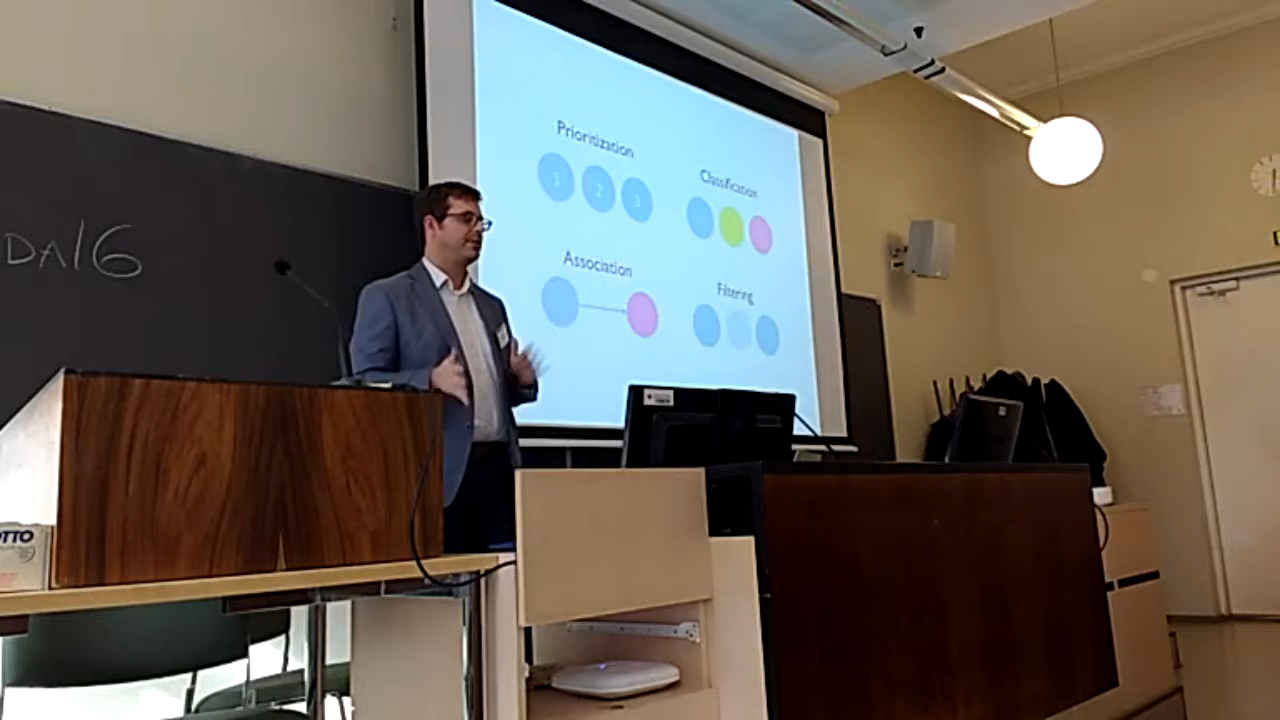 DA16
Prioritization
1 2 3
Classification
Association
Filtering
OTTO